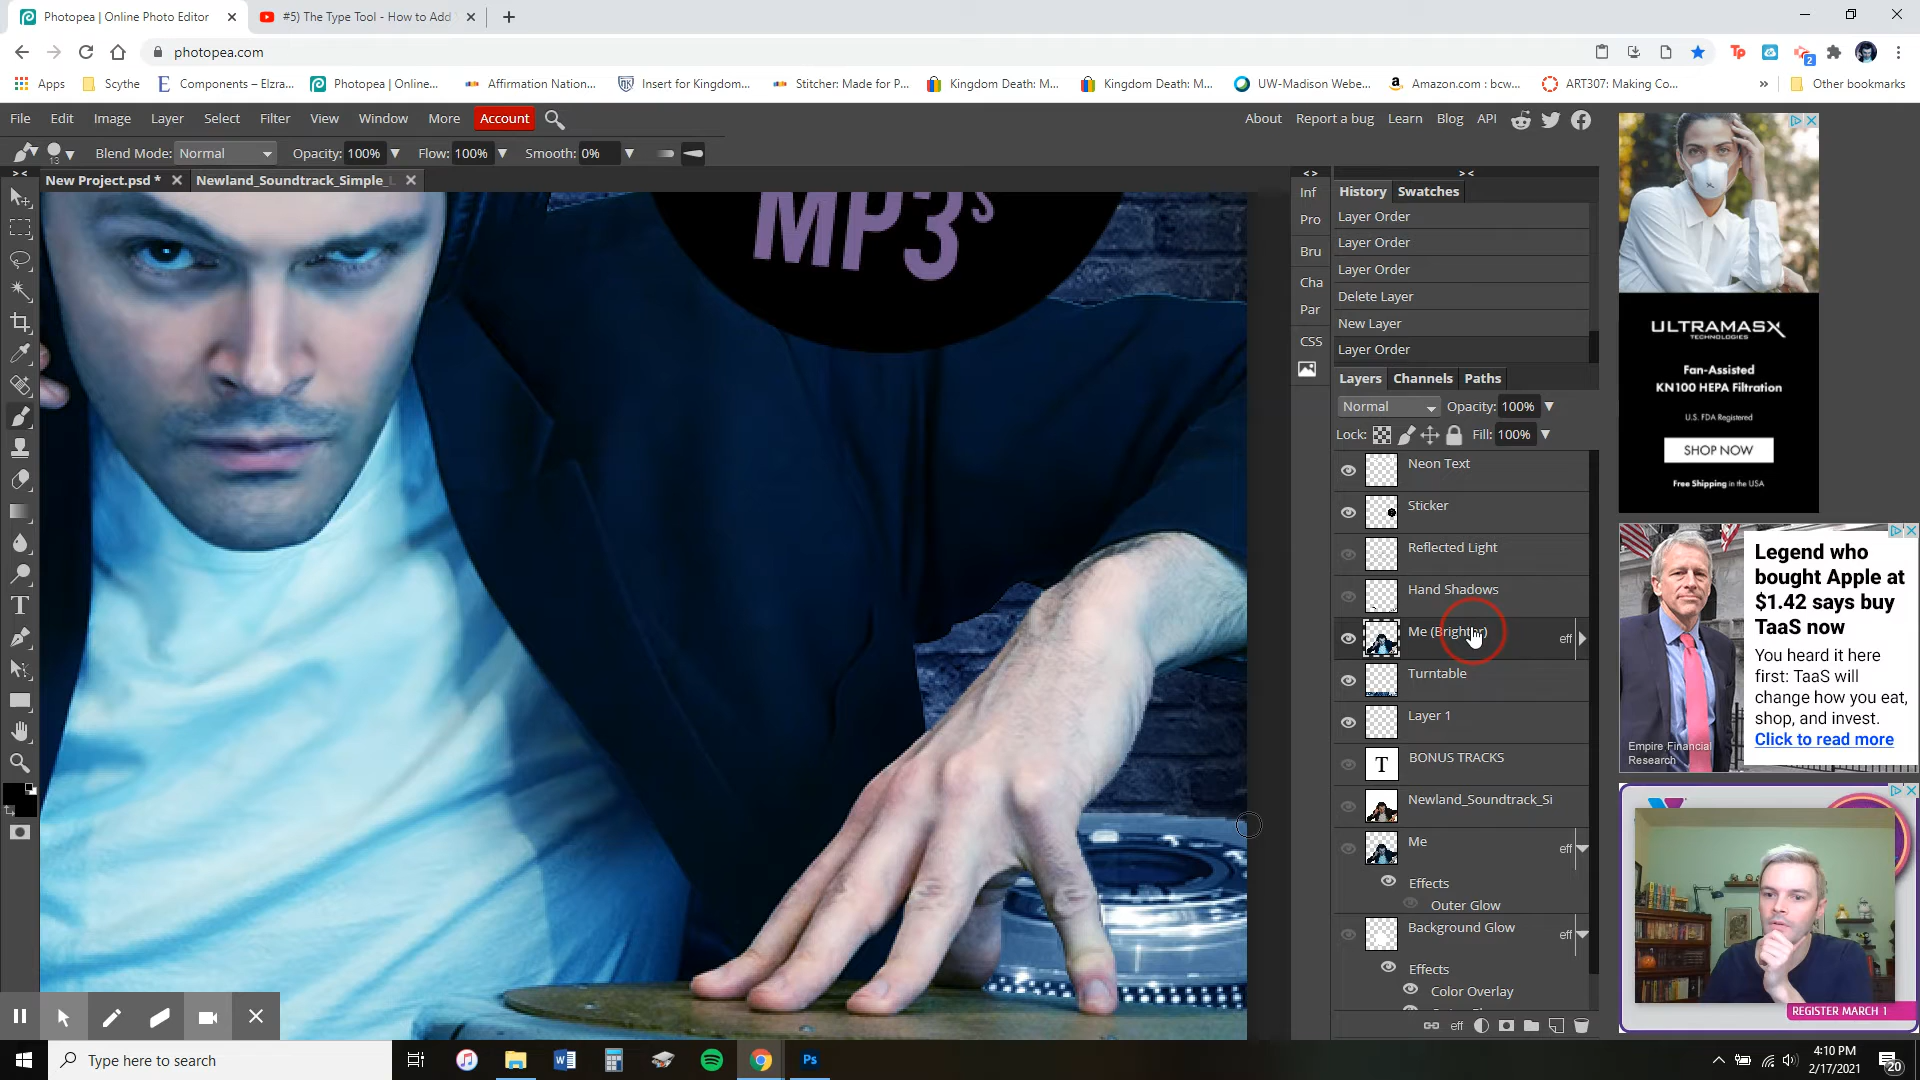 Photopea | Online Photo Editor
#5) The Type Tool - How to Add
photopea.com
Apps
Scythe
Components – Elzra...
Photopea | Online...
Affirmation Nation...
Insert for Kingdom...
Stitcher: Made for P...
Kingdom Death: M...
Kingdom Death: M...
UW-Madison Webe...
Amazon.com : bcw...
ART307: Making Co...
Other bookmarks
File Edit Image Layer Select Filter View Window More Account
About Report a bug Learn Blog API
Blend Mode: Normal Opacity: 100% Flow: 100% Smooth: 0%
13
New Project.psd *
Newland_Soundtrack_Simple_L
MP3s
Inf
Pro
Bru
Cha
Par
CSS
History Swatches
Layer Order
Layer Order
Layer Order
Delete Layer
New Layer
Layer Order
Layers Channels Paths
Normal Opacity: 100%
Lock: Fill: 100%
Neon Text
Sticker
Reflected Light
Hand Shadows
Me (Brighter) eff
Turntable
Layer 1
T BONUS TRACKS
Newland_Soundtrack_Si
Me eff
Effects
Outer Glow
Background Glow eff
Effects
Color Overlay
eff
ULTRAMASX
TECHNOLOGIES
Fan-Assisted
KN100 HEPA Filtration
U.S. FDA Registered
SHOP NOW
Free Shipping in the USA
Legend who
bought Apple at
$1.42 says buy
TaaS now
You heard it here
first: TaaS will
change how you eat,
shop, and invest.
Click to read more
Empire Financial
Research
REGISTER MARCH 1
Type here to search
Ps
4:10 PM
2/17/2021
20
2